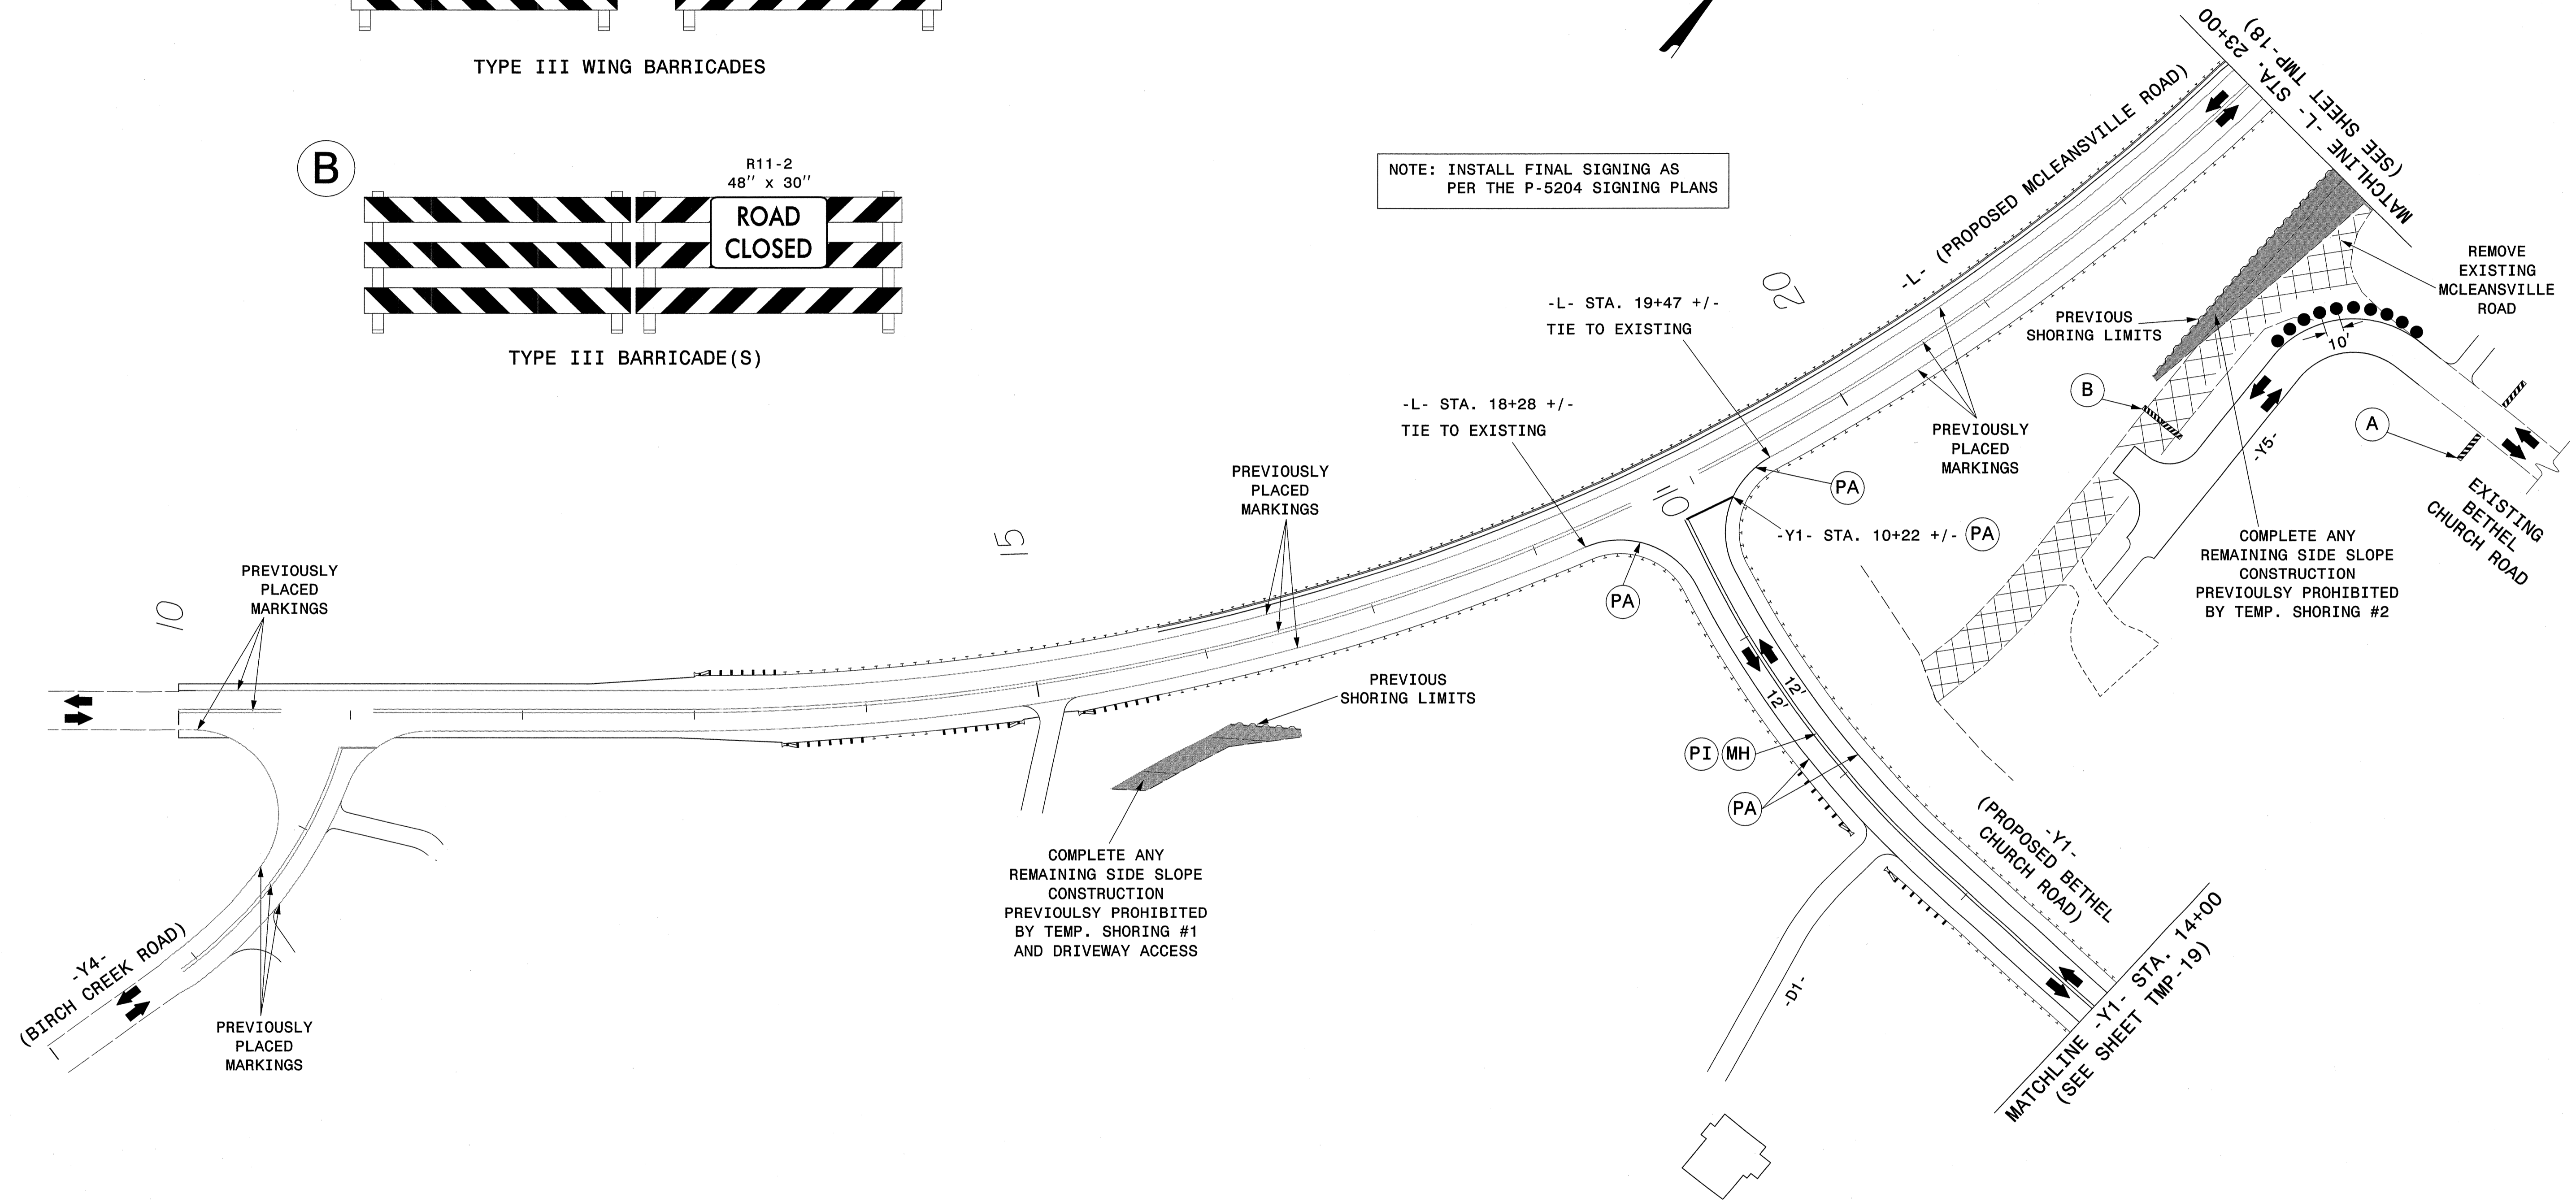 TYPE III WING BARRICADES
B
R11-2
48" x 30"
ROAD
CLOSED
TYPE III BARRICADE(S)
NOTE: INSTALL FINAL SIGNING AS
PER THE P-5204 SIGNING PLANS
-L- (PROPOSED MCLEANSVILLE ROAD)
MATCHLINE -L- STA. 23+00
(SEE SHEET TMP-18)
REMOVE
EXISTING
MCLEANSVILLE
ROAD
PREVIOUS
SHORING LIMITS
10'
B
A
-Y5-
EXISTING
BETHEL
CHURCH ROAD
COMPLETE ANY
REMAINING SIDE SLOPE
CONSTRUCTION
PREVIOULSY PROHIBITED
BY TEMP. SHORING #2
20
-L- STA. 19+47 +/-
TIE TO EXISTING
-L- STA. 18+28 +/-
TIE TO EXISTING
PREVIOUSLY
PLACED
MARKINGS
PA
10
-Y1- STA. 10+22 +/- PA
PREVIOUSLY
PLACED
MARKINGS
15
PA
PREVIOUSLY
PLACED
MARKINGS
10
PREVIOUS
SHORING LIMITS
12'
12'
PI MH
PA
COMPLETE ANY
REMAINING SIDE SLOPE
CONSTRUCTION
PREVIOULSY PROHIBITED
BY TEMP. SHORING #1
AND DRIVEWAY ACCESS
-Y1-
(PROPOSED BETHEL
CHURCH ROAD)
MATCHLINE -Y1- STA. 14+00
(SEE SHEET TMP-19)
-D1-
-Y4-
(BIRCH CREEK ROAD)
PREVIOUSLY
PLACED
MARKINGS